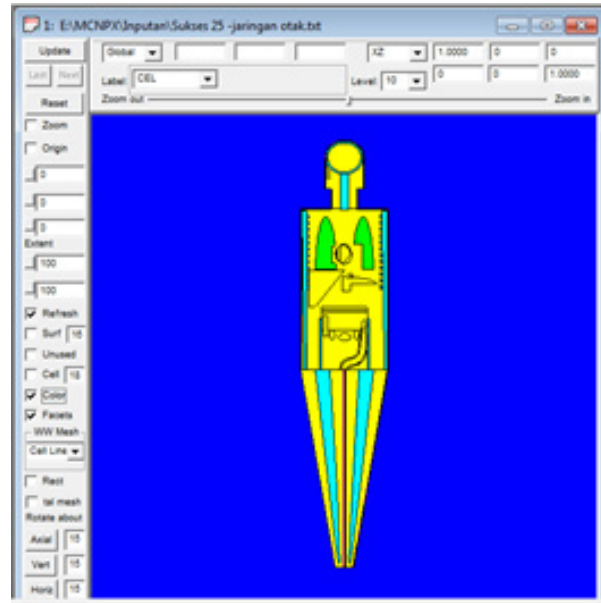 1: E:\MCNPX\Inputan\Sukses 25 -jaringan otak.txt
Update
Global
XZ
1.0000
0
0
Last Next
Label: CEL
Level: 10
0
0
1.0000
Reset
Zoom out
Zoom in
Zoom
Origin
0
0
0
Extent
100
100
Refresh
Surf
Unused
Cell
Color
Facets
WW Mesh
Cell Line
Rect
tal mesh
Rotate about
Axial 15
Vert 15
Horiz 15